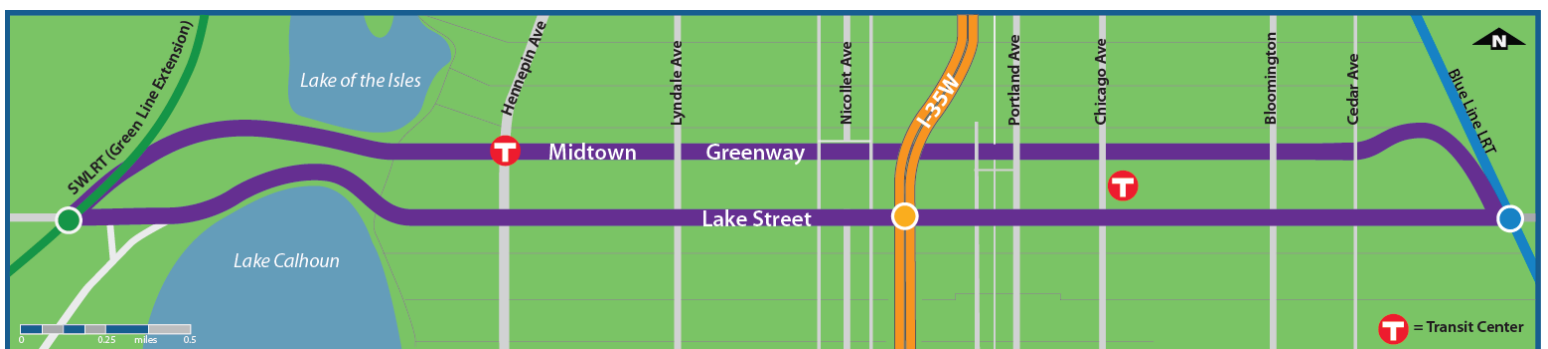 SWLRT (Green Line Extension)
Lake of the Isles
Hennepin Ave
Lyndale Ave
Nicollet Ave
I-35W
Portland Ave
Chicago Ave
Bloomington
Cedar Ave
Blue Line LRT
N
T
Midtown Greenway
T
Lake Street
Lake Calhoun
0 0.25 miles 0.5
T = Transit Center